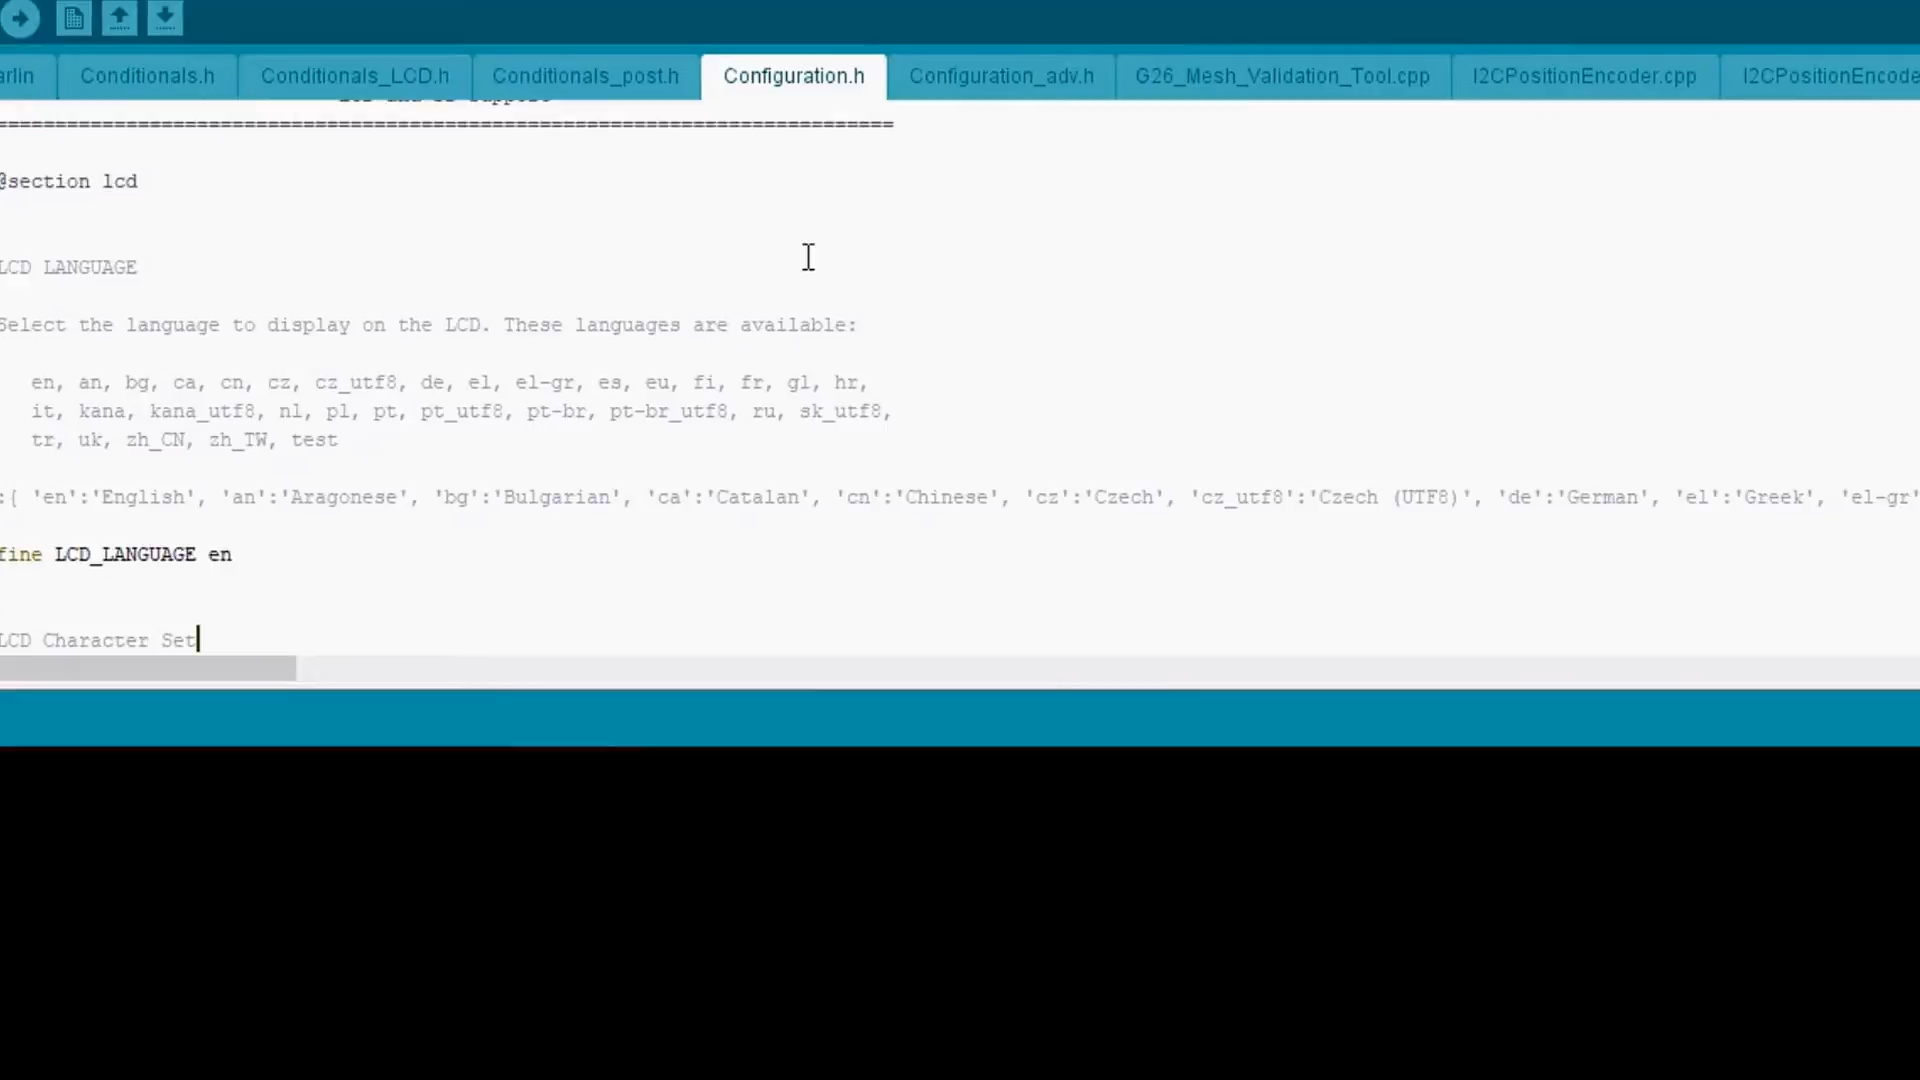 arlin Conditionals.h Conditionals_LCD.h Conditionals_post.h Configuration.h Configuration_adv.h G26_Mesh_Validation_Tool.cpp I2CPositionEncoder.cpp I2CPositionEncode
=============================================================================
@section lcd
LCD LANGUAGE
Select the language to display on the LCD. These languages are available:
en, an, bg, ca, cn, cz, cz_utf8, de, el, el-gr, es, eu, fi, fr, gl, hr,
it, kana, kana_utf8, nl, pl, pt, pt_utf8, pt-br, pt-br_utf8, ru, sk_utf8,
tr, uk, zh_CN, zh_TW, test
:{ 'en':'English', 'an':'Aragonese', 'bg':'Bulgarian', 'ca':'Catalan', 'cn':'Chinese', 'cz':'Czech', 'cz_utf8':'Czech (UTF8)', 'de':'German', 'el':'Greek', 'el-gr'
fine LCD_LANGUAGE en
LCD Character Set